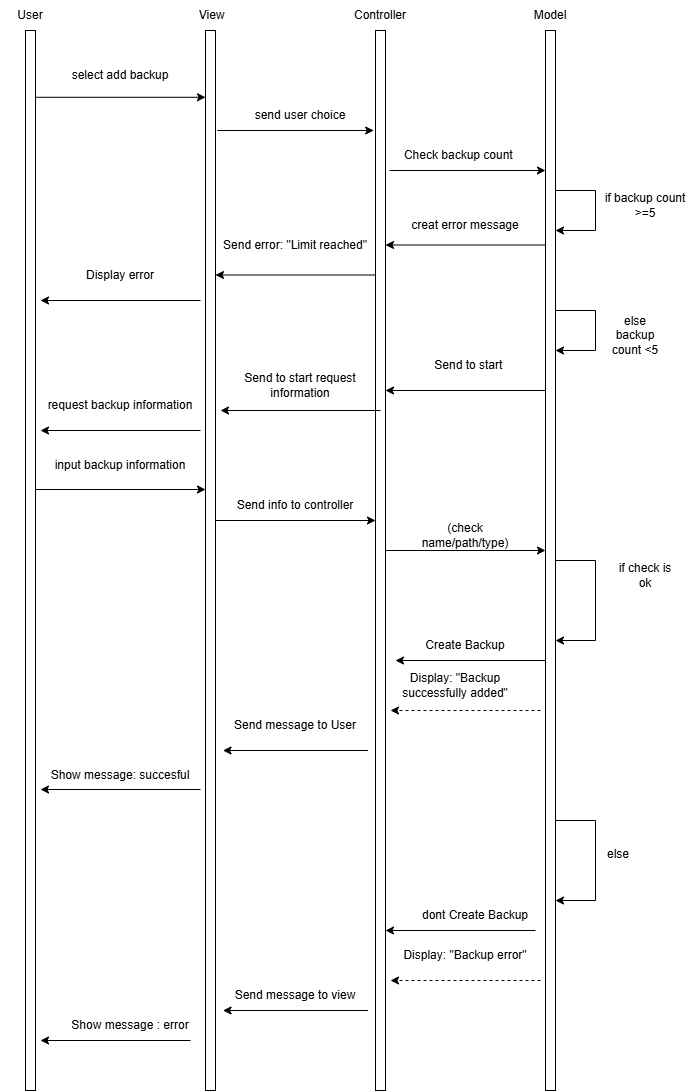 User
View
Controller
Model
select add backup
send user choice
Check backup count
if backup count
>=5
creat error message
Send error: "Limit reached"
Display error
else
backup
count <5
Send to start
Send to start request
information
request backup information
input backup information
Send info to controller
(check
name/path/type)
if check is
ok
Create Backup
Display: "Backup
successfully added"
Send message to User
Show message: succesful
else
dont Create Backup
Display: "Backup error"
Send message to view
Show message : error